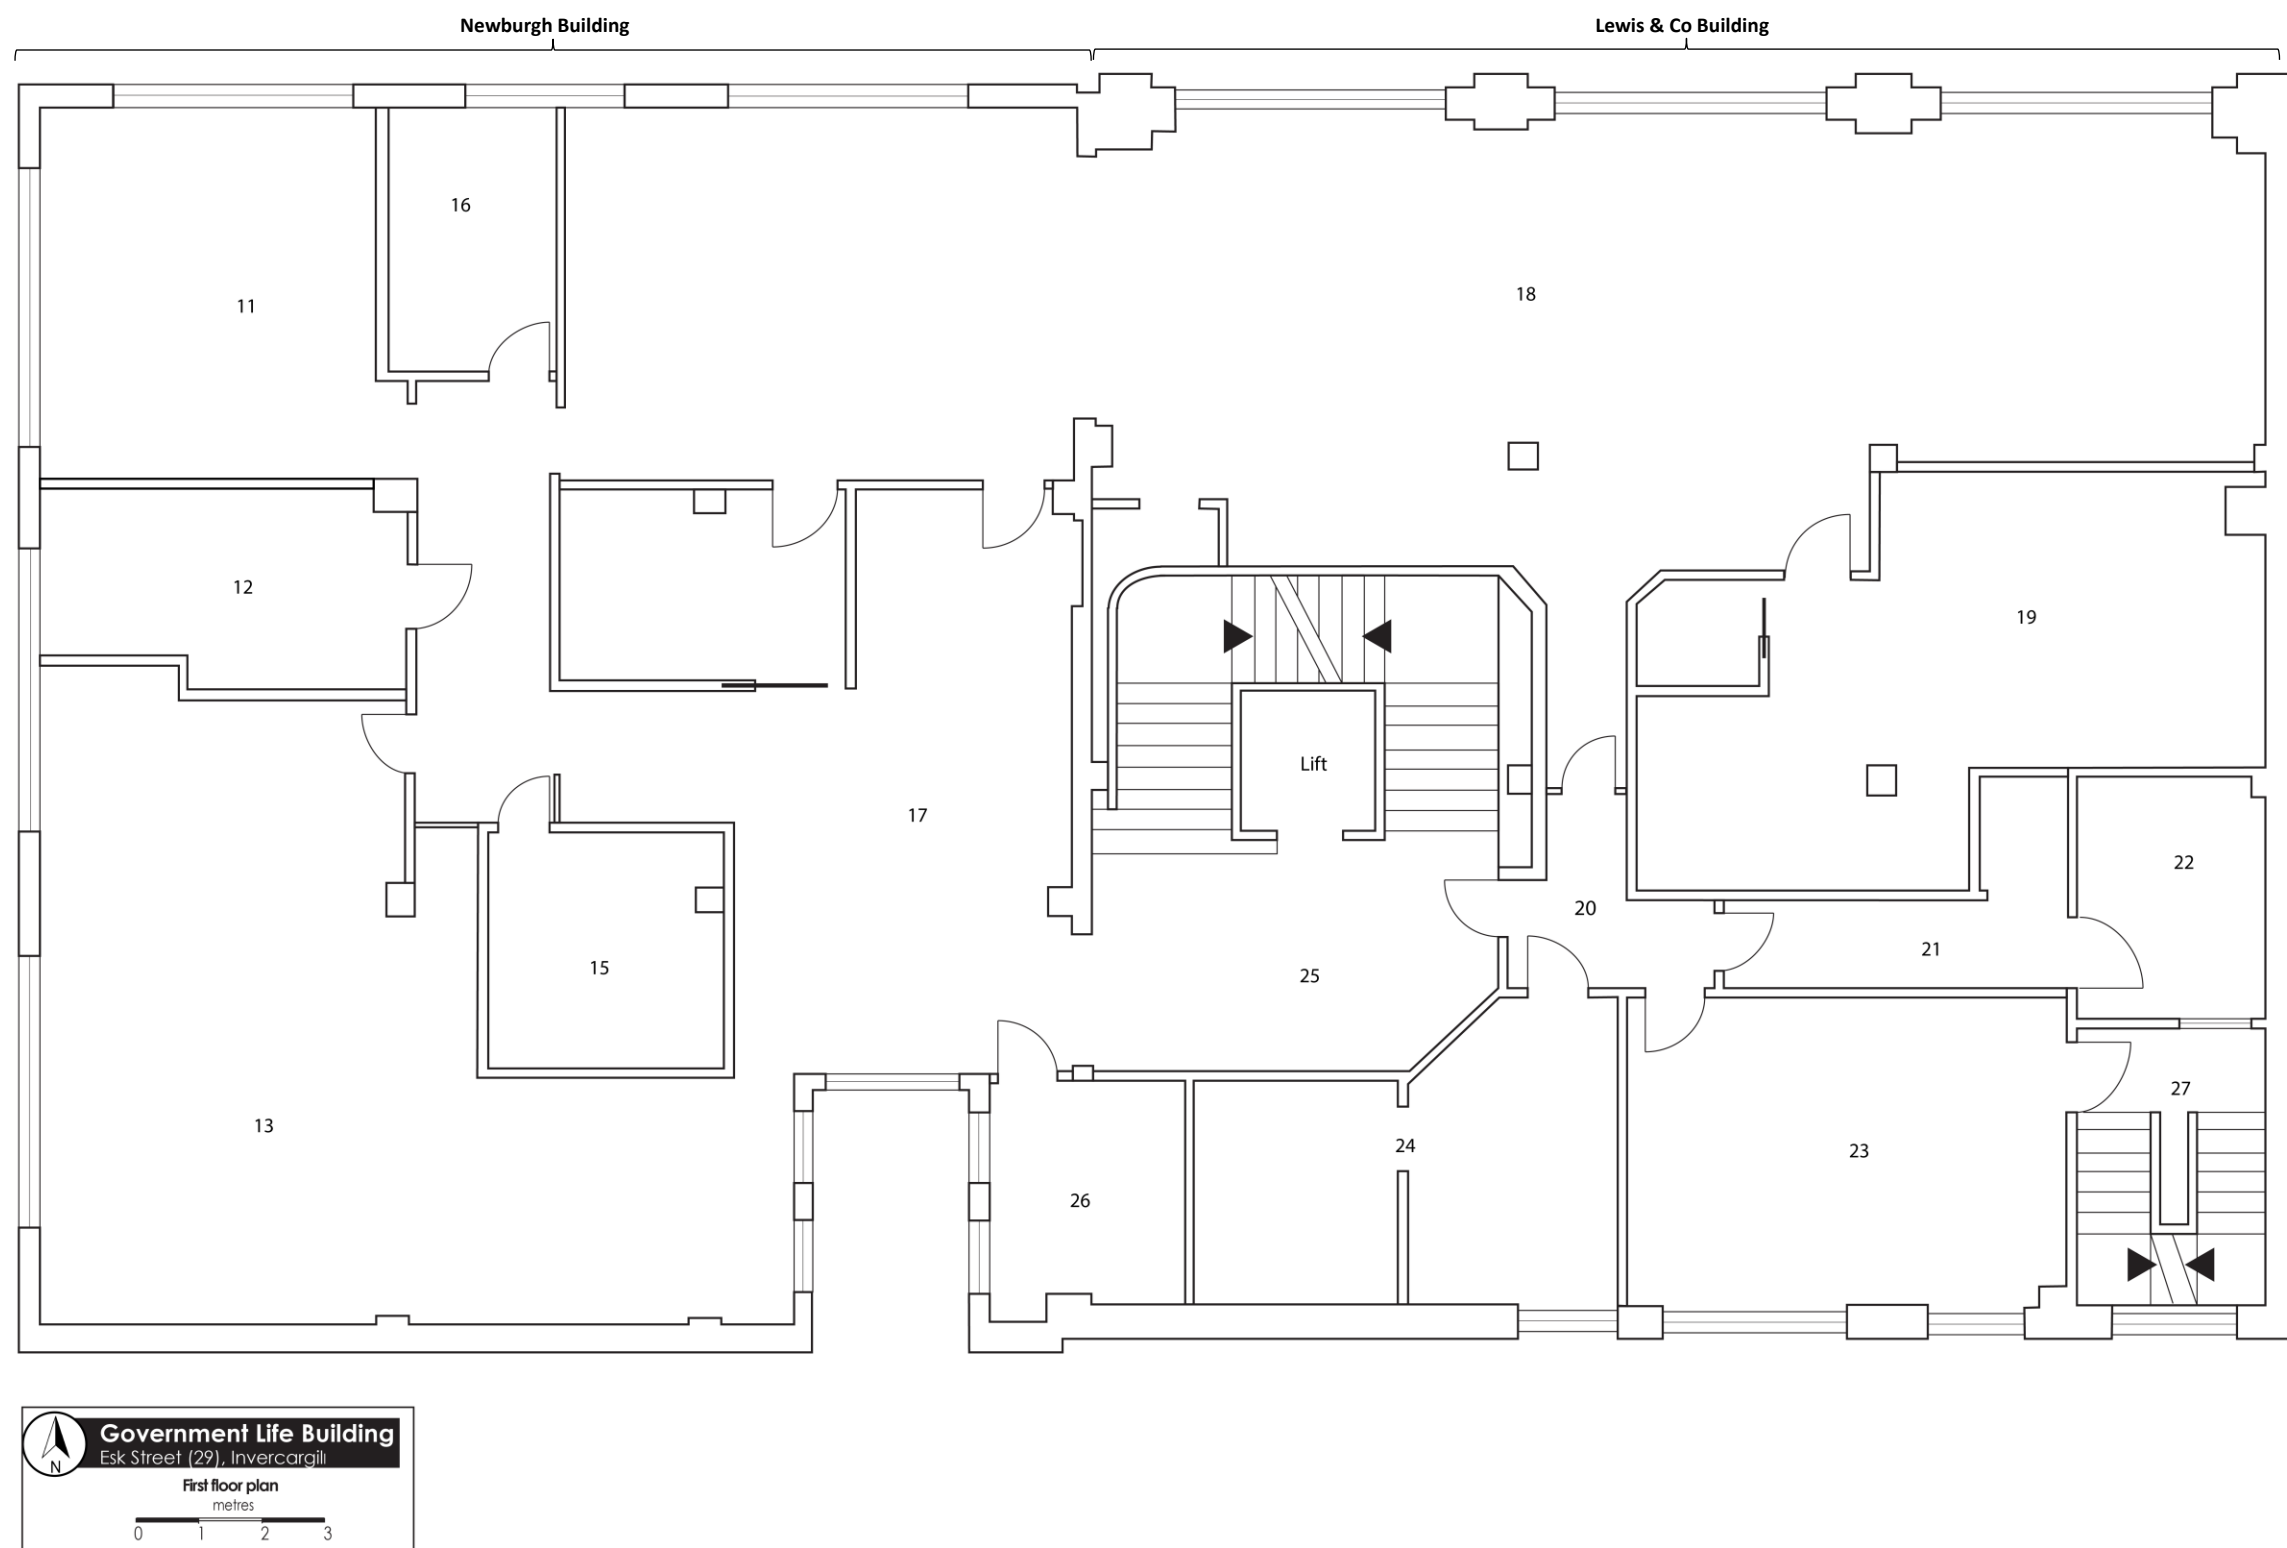 Newburgh Building
Lewis & Co Building
16
18
11
12
19
Lift
17
22
20
21
15
25
27
13
24
23
26
Government Life Building
Esk Street (29), Invercargill
N
First floor plan
metres
0 1 2 3